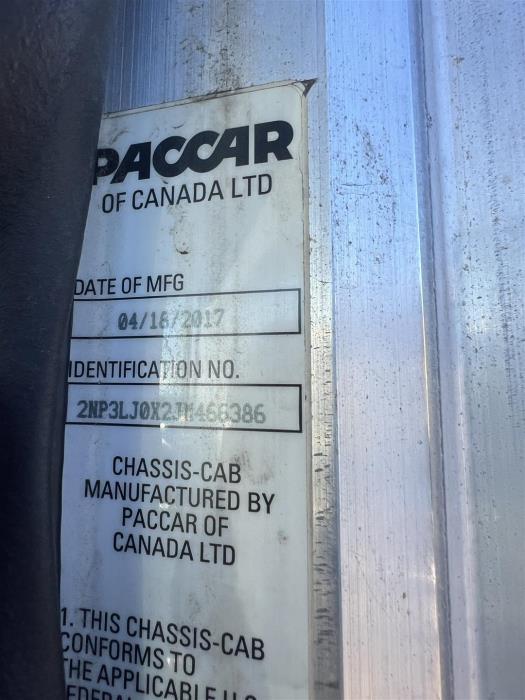 PACCAR
OF CANADA LTD
DATE OF MFG
04/18/2017
IDENTIFICATION NO.
2NP3LJ0X2JM466386
CHASSIS-CAB
MANUFACTURED BY
PACCAR OF
CANADA LTD
1. THIS CHASSIS-CAB
CONFORMS TO
THE APPLICABLE U.S.
FEDERAL